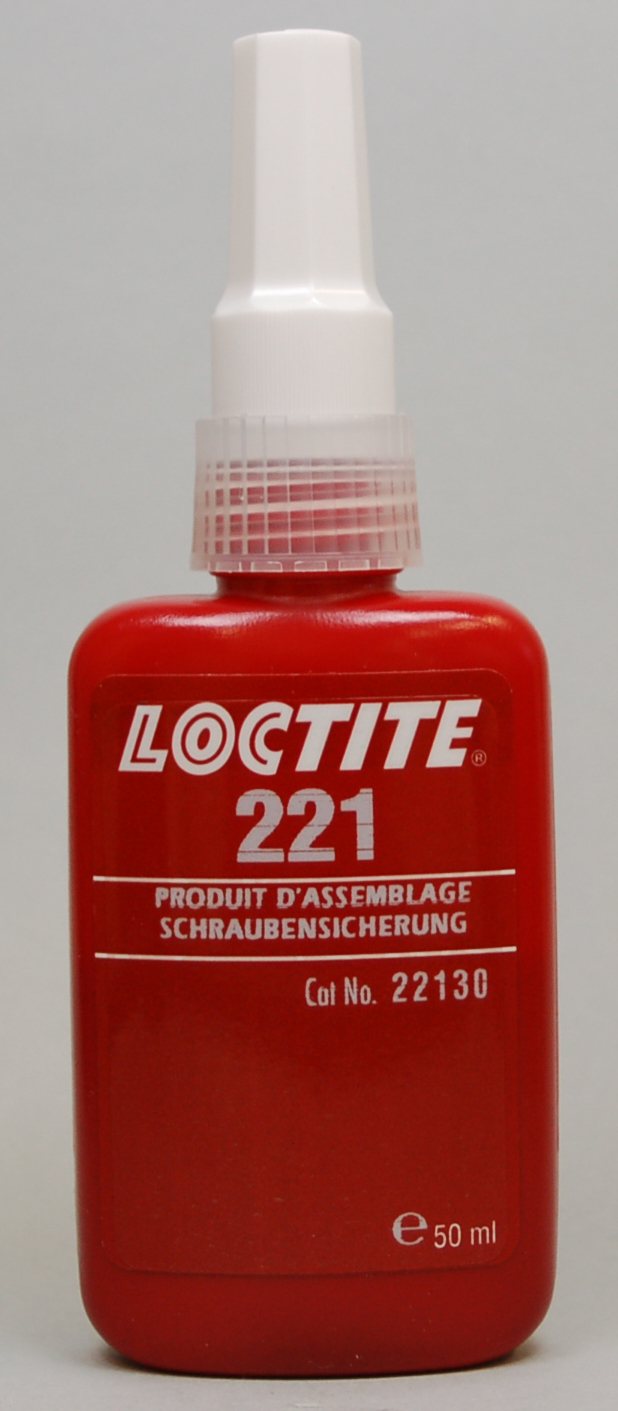 LOCTITE®
221
PRODUIT D'ASSEMBLAGE
SCHRAUBENSICHERUNG
Cat No. 22130
e 50 ml